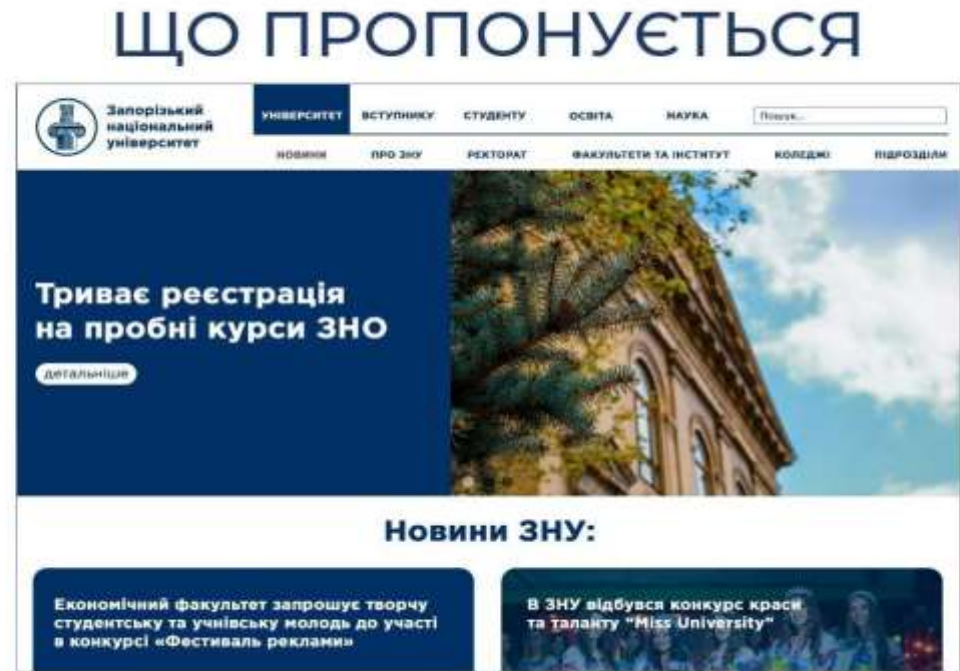 ЩО ПРОПОНУЄТЬСЯ
Запорізький
національний
університет
УНІВЕРСИТЕТ ВСТУПНИКУ СТУДЕНТУ ОСВІТА НАУКА Пошук...
НОВИНИ ПРО ЗНУ РЕКТОРАТ ФАКУЛЬТЕТИ ТА ІНСТИТУТ КОЛЕДЖІ ПІДРОЗДІЛИ
Триває реєстрація
на пробні курси ЗНО
детальніше
Новини ЗНУ:
Економічний факультет запрошує творчу
студентську та учнівську молодь до участі
в конкурсі «Фестиваль реклами»
В ЗНУ відбувся конкурс краси
та таланту “Miss University”